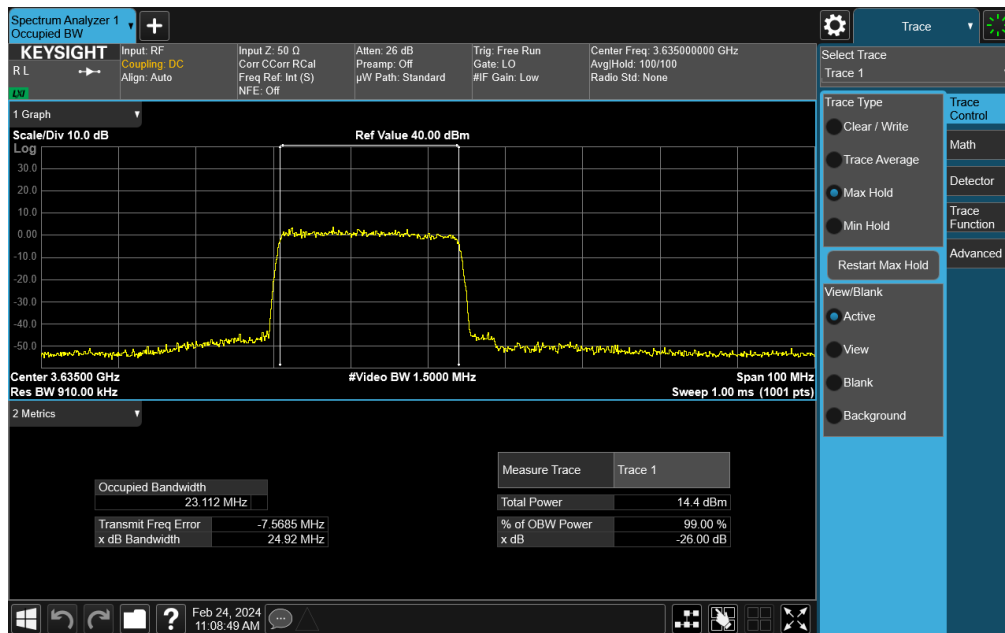 Spectrum Analyzer 1
Occupied BW
KEYSIGHT
R L
LXI
Input: RF
Coupling: DC
Align: Auto
Input Z: 50 Ω
Corr CCorr RCal
Freq Ref: Int (S)
NFE: Off
Atten: 26 dB
Preamp: Off
µW Path: Standard
Trig: Free Run
Gate: LO
#IF Gain: Low
Center Freq: 3.635000000 GHz
Avg|Hold: 100/100
Radio Std: None
1 Graph
Scale/Div 10.0 dB
Ref Value 40.00 dBm
Log
30.0
20.0
10.0
0.00
-10.0
-20.0
-30.0
-40.0
-50.0
Center 3.63500 GHz
#Video BW 1.5000 MHz
Span 100 MHz
Res BW 910.00 kHz
Sweep 1.00 ms (1001 pts)
2 Metrics
Occupied Bandwidth
23.112 MHz
Transmit Freq Error -7.5685 MHz
x dB Bandwidth 24.92 MHz
Measure Trace Trace 1
Total Power 14.4 dBm
% of OBW Power 99.00 %
x dB -26.00 dB
Feb 24, 2024
11:08:49 AM
Trace
Select Trace
Trace 1
Trace Type
Clear / Write
Trace Average
Max Hold
Min Hold
Restart Max Hold
View/Blank
Active
View
Blank
Background
Trace
Control
Math
Detector
Trace
Function
Advanced